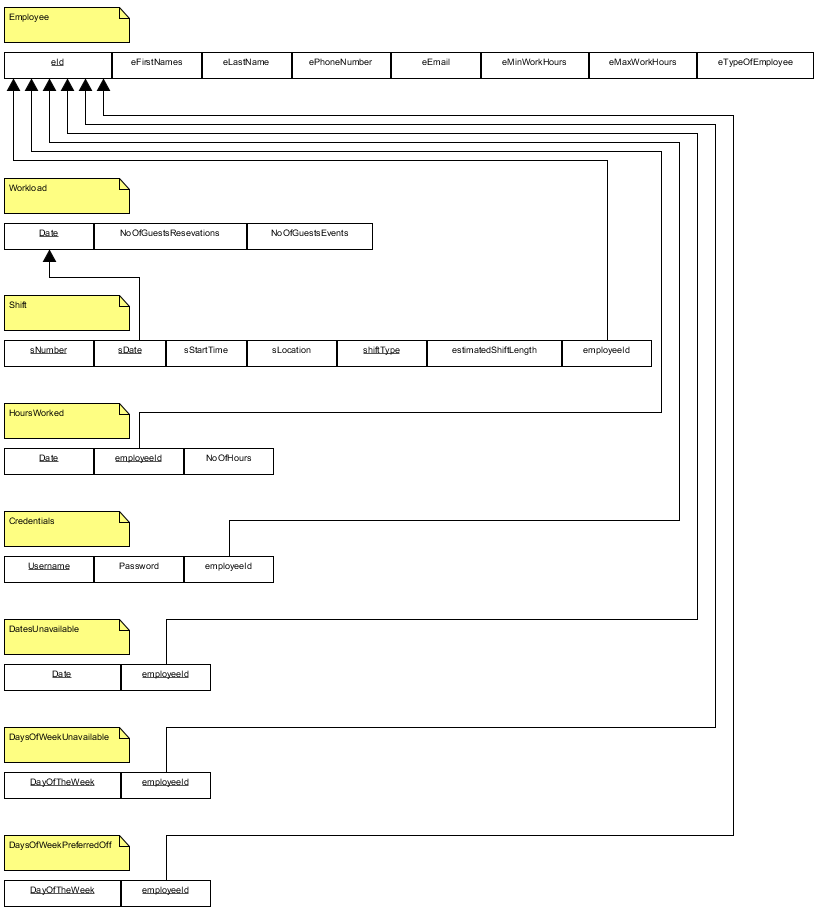 Employee
eId eFirstNames eLastName ePhoneNumber eEmail eMinWorkHours eMaxWorkHours eTypeOfEmployee
Workload
Date NoOfGuestsResevations NoOfGuestsEvents
Shift
sNumber sDate sStartTime sLocation shiftType estimatedShiftLength employeeId
HoursWorked
Date employeeId NoOfHours
Credentials
Username Password employeeId
DatesUnavailable
Date employeeId
DaysOfWeekUnavailable
DayOfTheWeek employeeId
DaysOfWeekPreferredOff
DayOfTheWeek employeeId